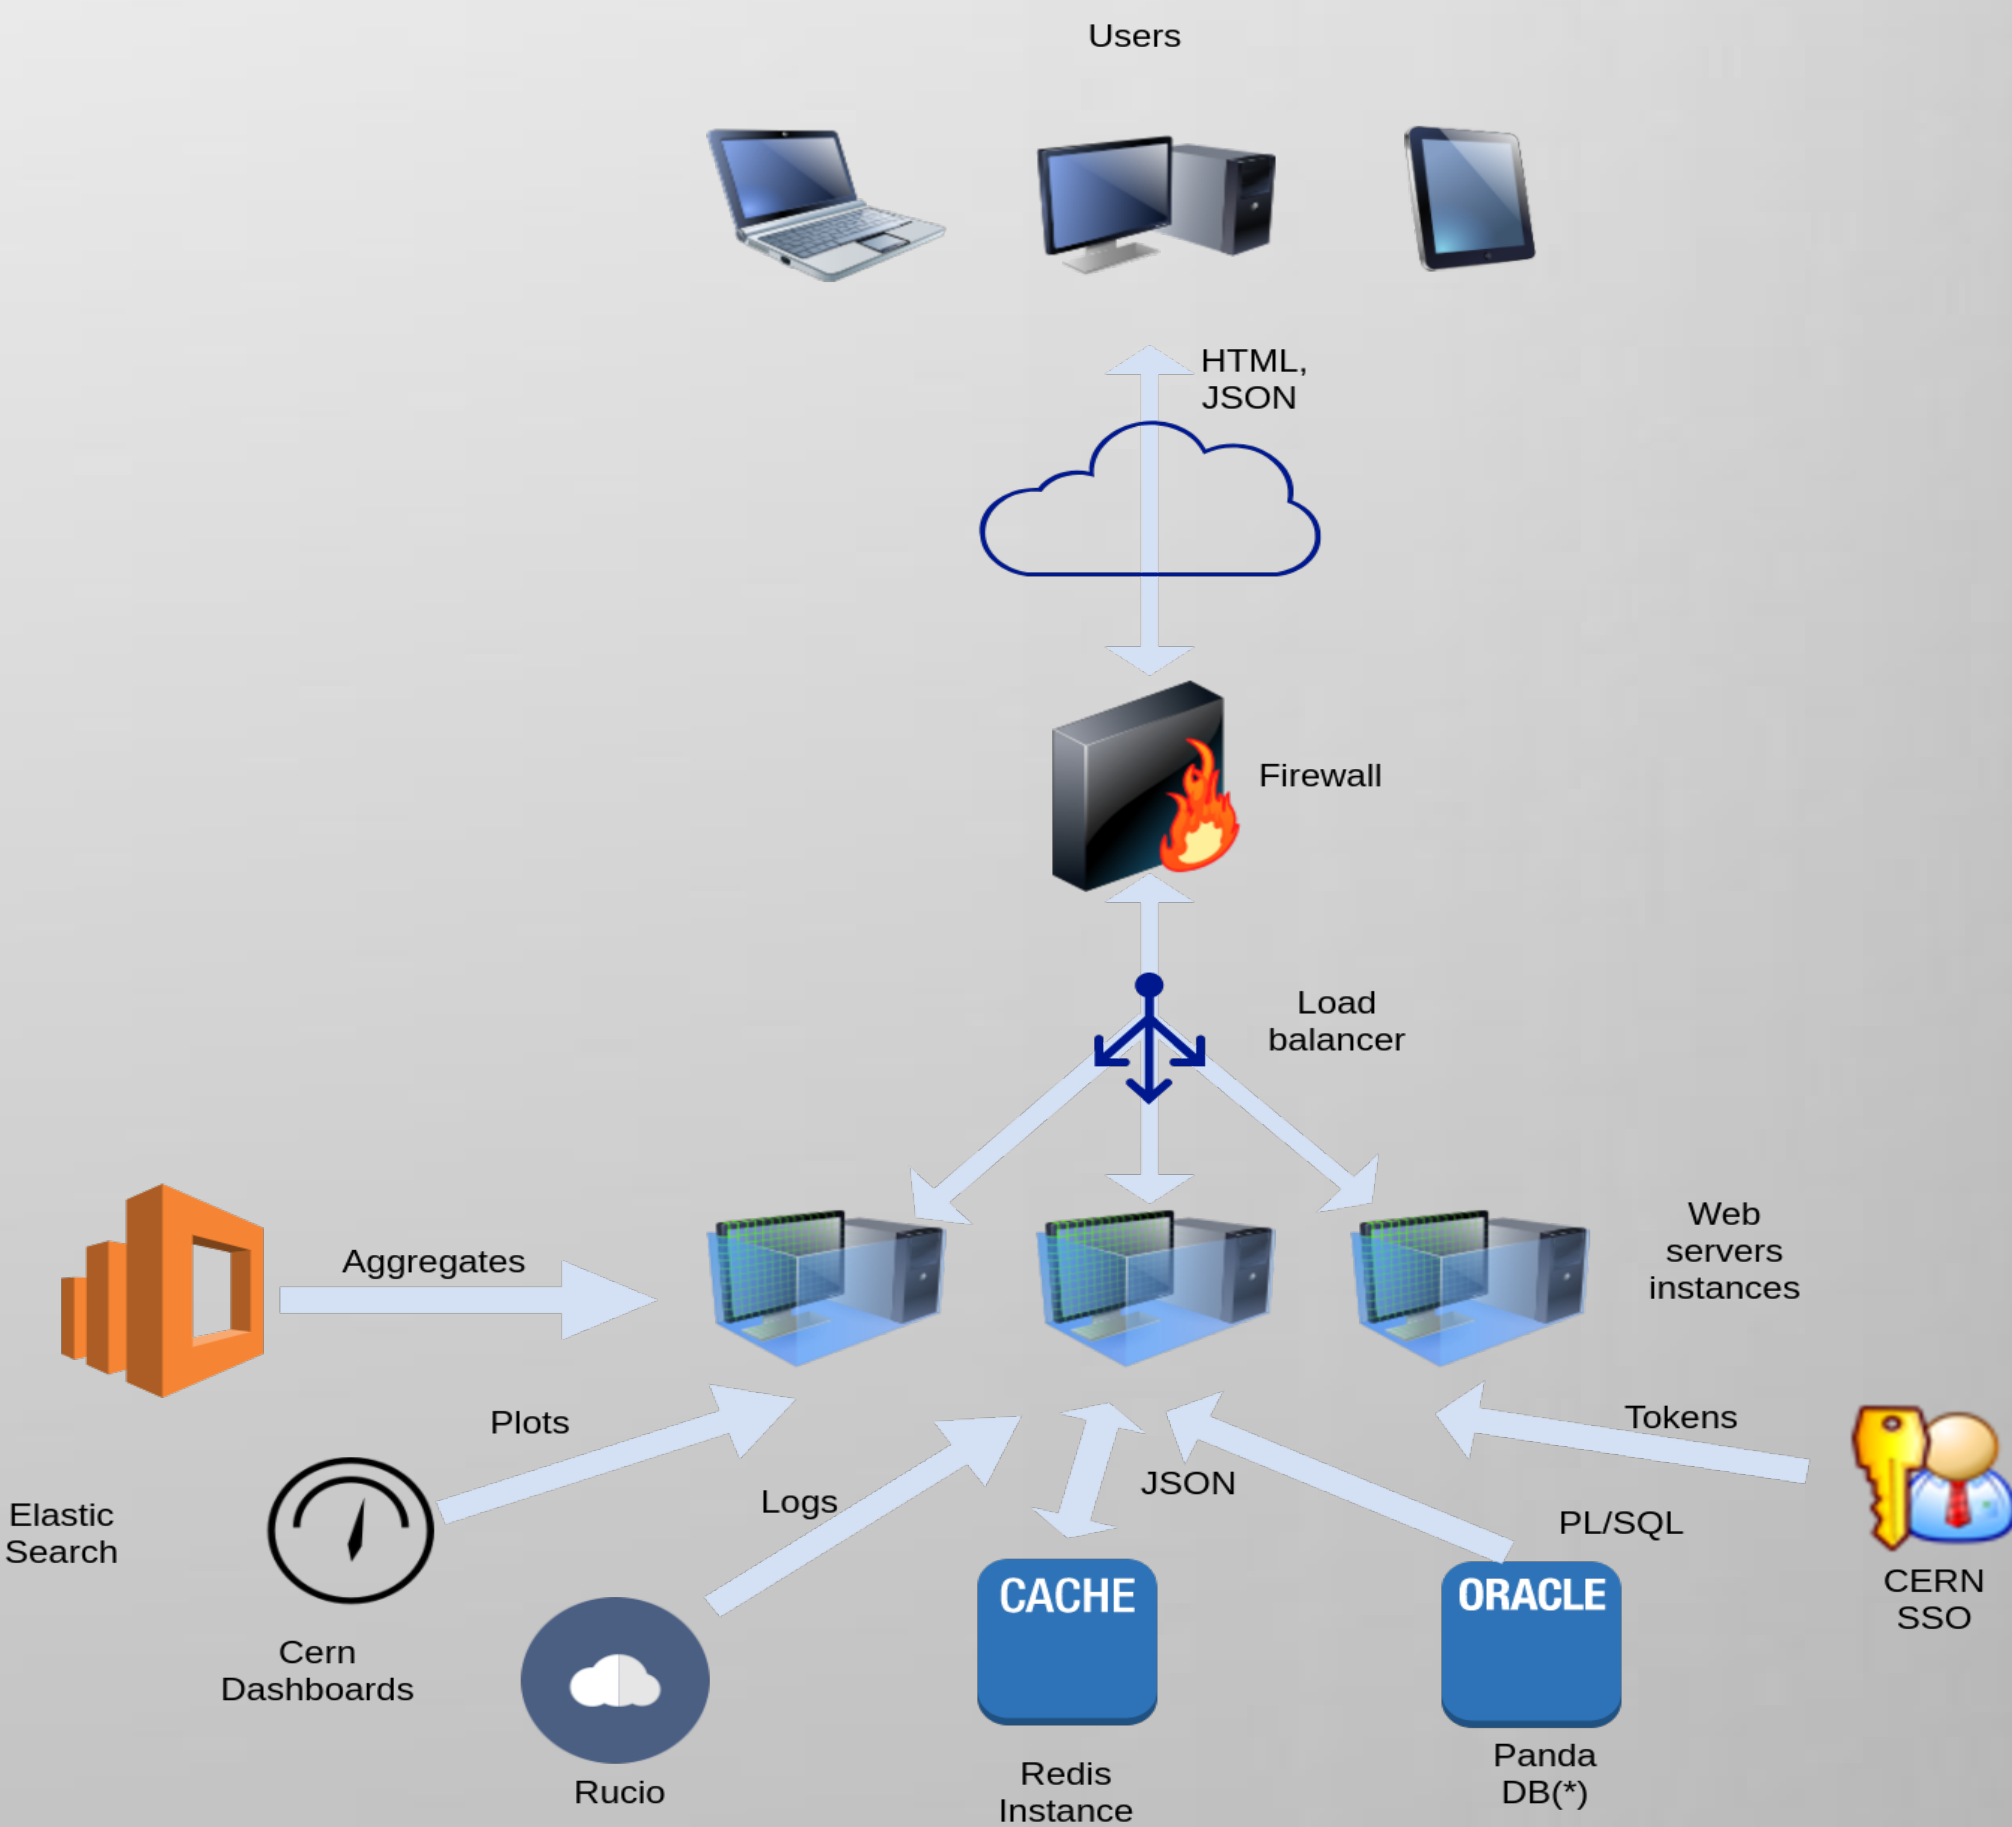 Users
HTML,
JSON
Firewall
Load
balancer
Web
servers
instances
Aggregates
Plots
Tokens
Logs
JSON
PL/SQL
Elastic
Search
CACHE
ORACLE
CERN
SSO
Cern
Dashboards
Rucio
Redis
Instance
Panda
DB(*)